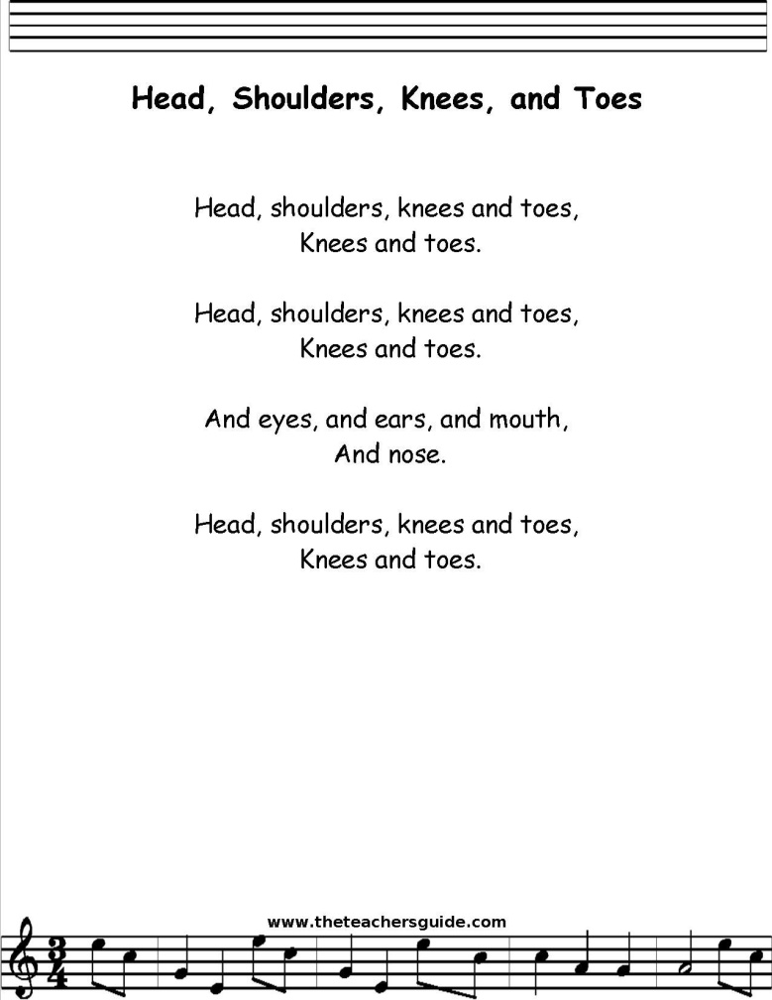 Head, Shoulders, Knees, and Toes
Head, shoulders, knees and toes,
Knees and toes.
Head, shoulders, knees and toes,
Knees and toes.
And eyes, and ears, and mouth,
And nose.
Head, shoulders, knees and toes,
Knees and toes.
www.theteachersguide.com
3
4